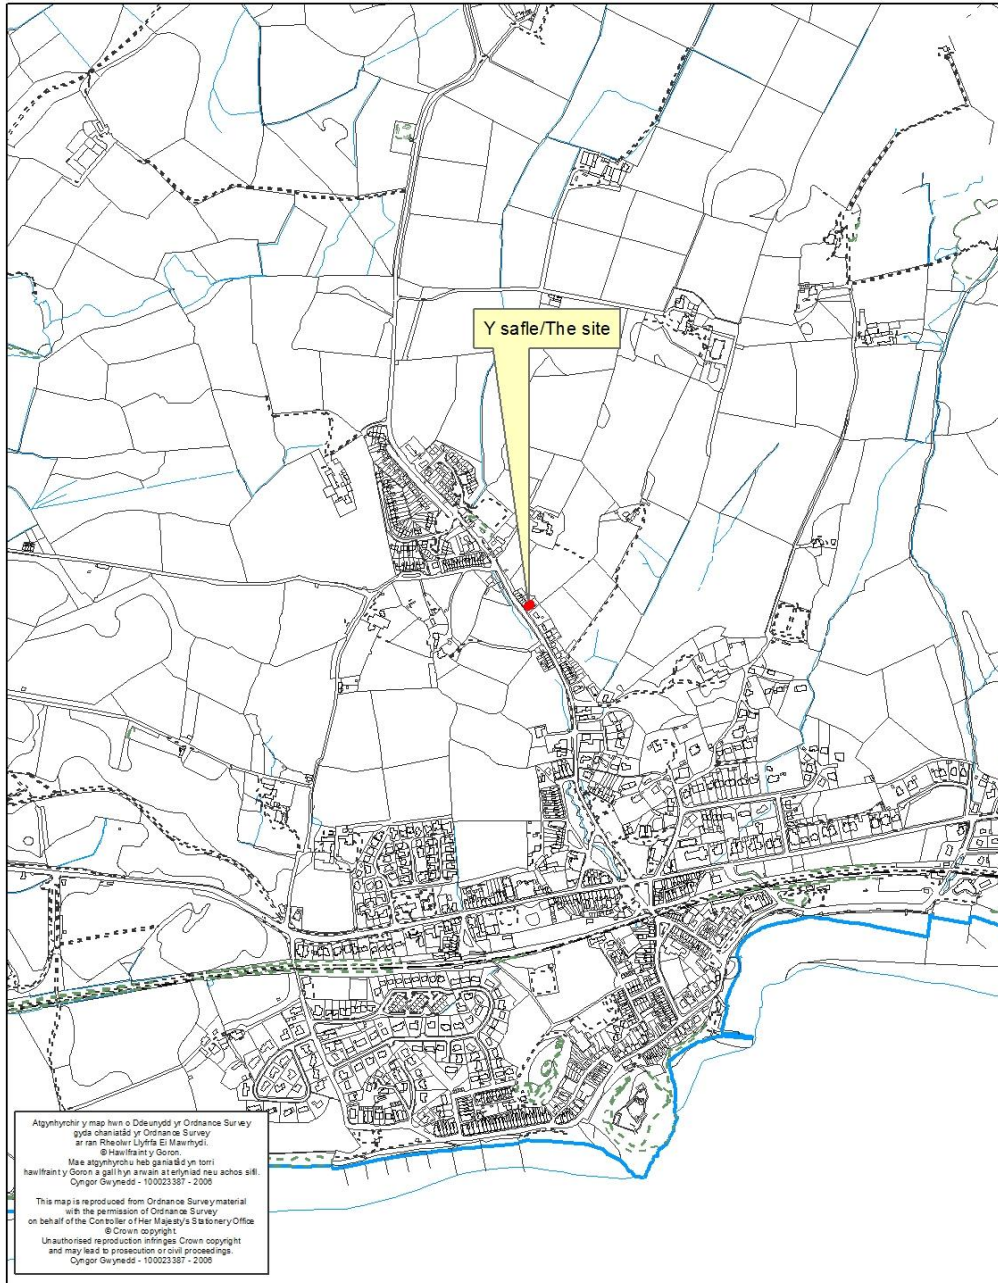 Y safle/The site
Atgynhyrchir y map hwn o Ddeunydd yr Ordnance Survey
gyda chaniatâd yr Ordnance Survey
ar ran Rheolwr Llyfrfa Ei Mawrhydi.
© Hawlfraint y Goron.
Mae atgynhyrchu heb ganiatâd yn torri
hawlfraint y Goron a gall hyn arwain at erlyniad neu achos sifil.
Cyngor Gwynedd - 100023387 - 2006
This map is reproduced from Ordnance Survey material
with the permission of Ordnance Survey
on behalf of the Controller of Her Majesty's Stationery Office
© Crown copyright.
Unauthorised reproduction infringes Crown copyright
and may lead to prosecution or civil proceedings.
Cyngor Gwynedd - 100023387 - 2006